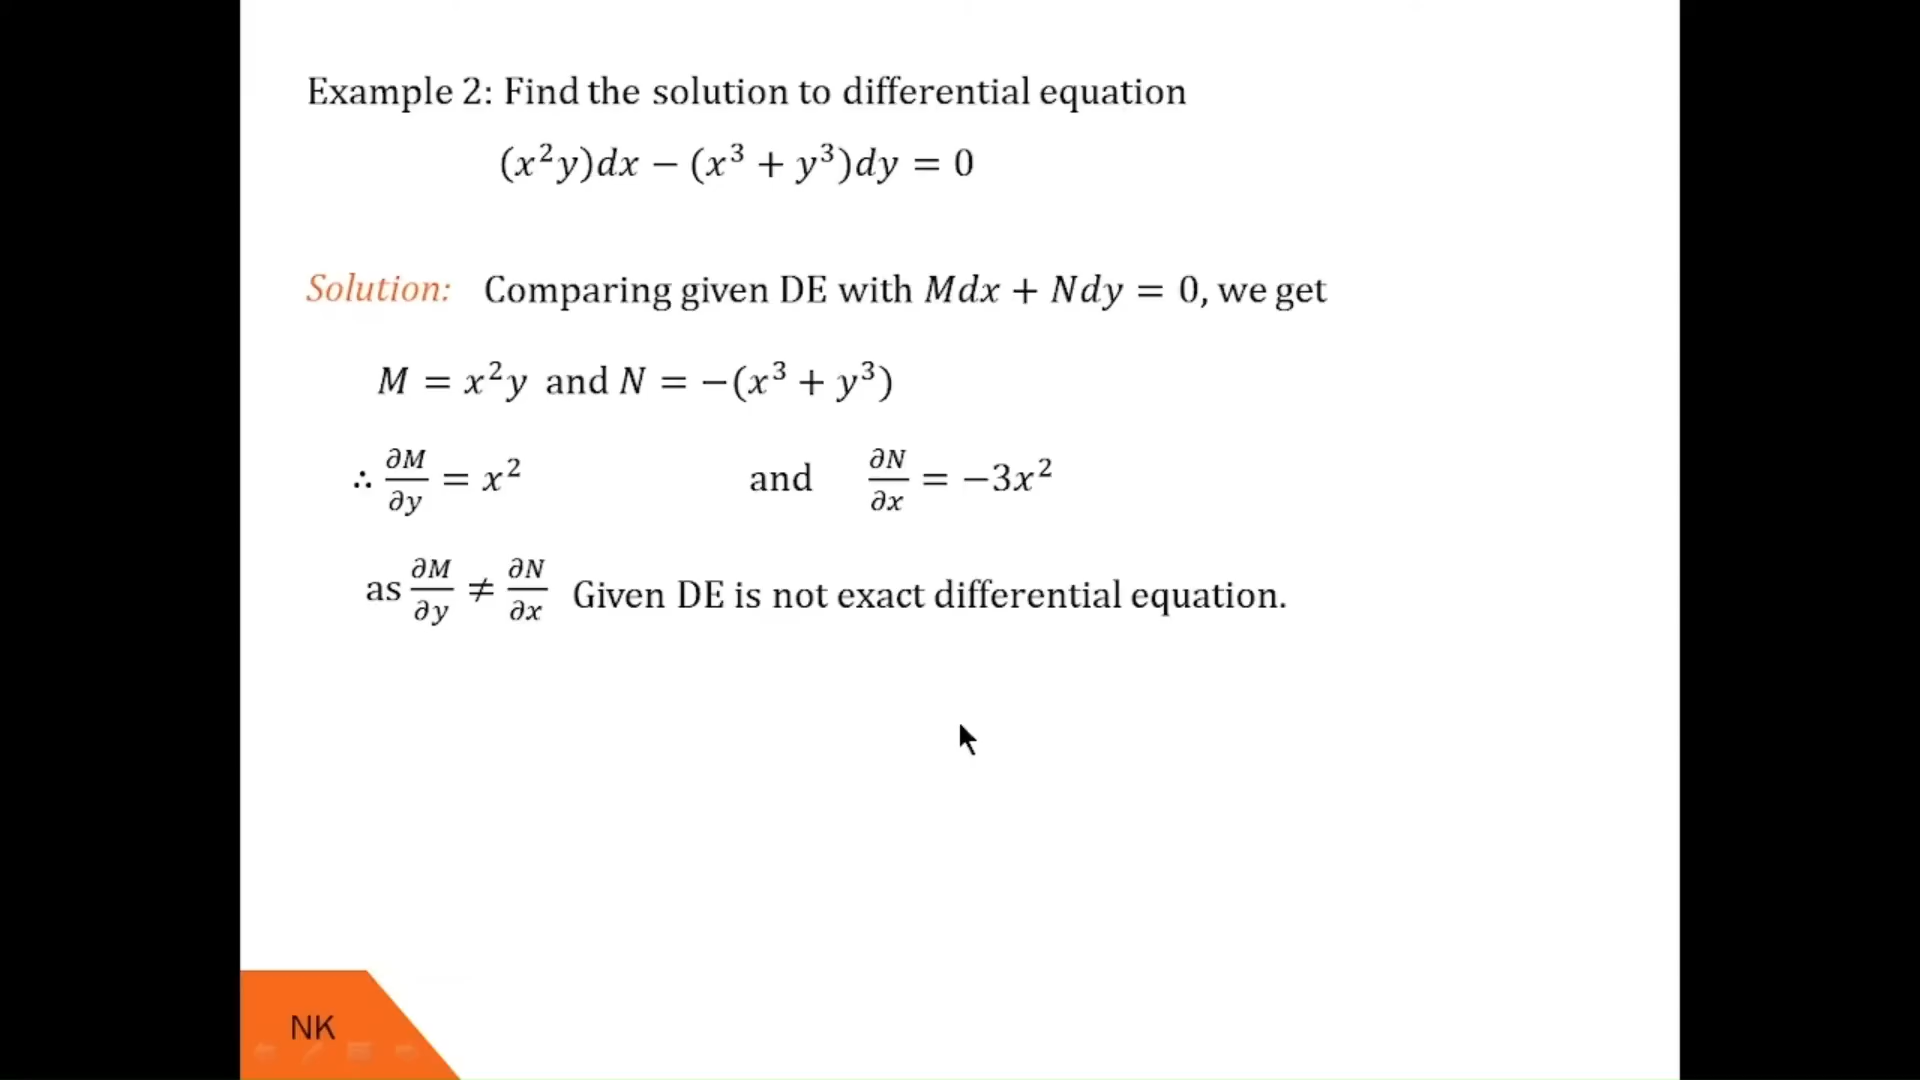 Example 2: Find the solution to differential equation
(x²y)dx − (x³ + y³)dy = 0
Solution: Comparing given DE with Mdx + Ndy = 0, we get
M = x²y and N = −(x³ + y³)
∴ ∂M/∂y = x² and ∂N/∂x = −3x²
as ∂M/∂y ≠ ∂N/∂x Given DE is not exact differential equation.
NK